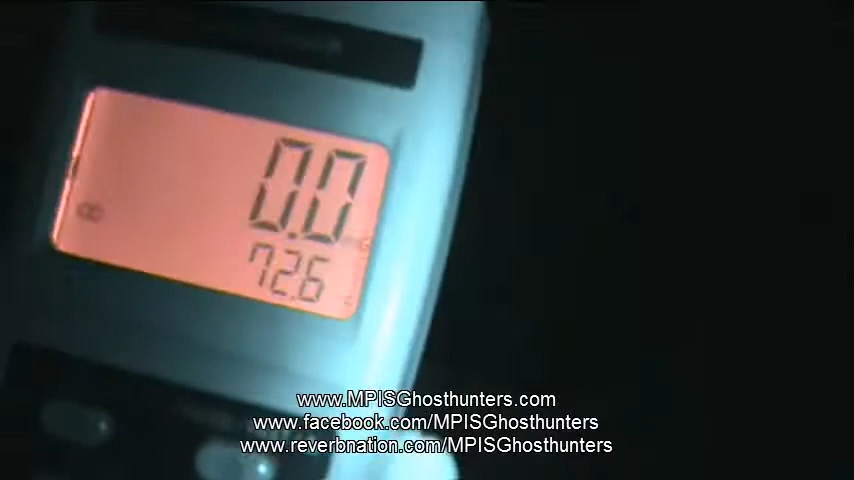 0.0
72.6
www.MPISGhosthunters.com
www.facebook.com/MPISGhosthunters
www.reverbnation.com/MPISGhosthunters